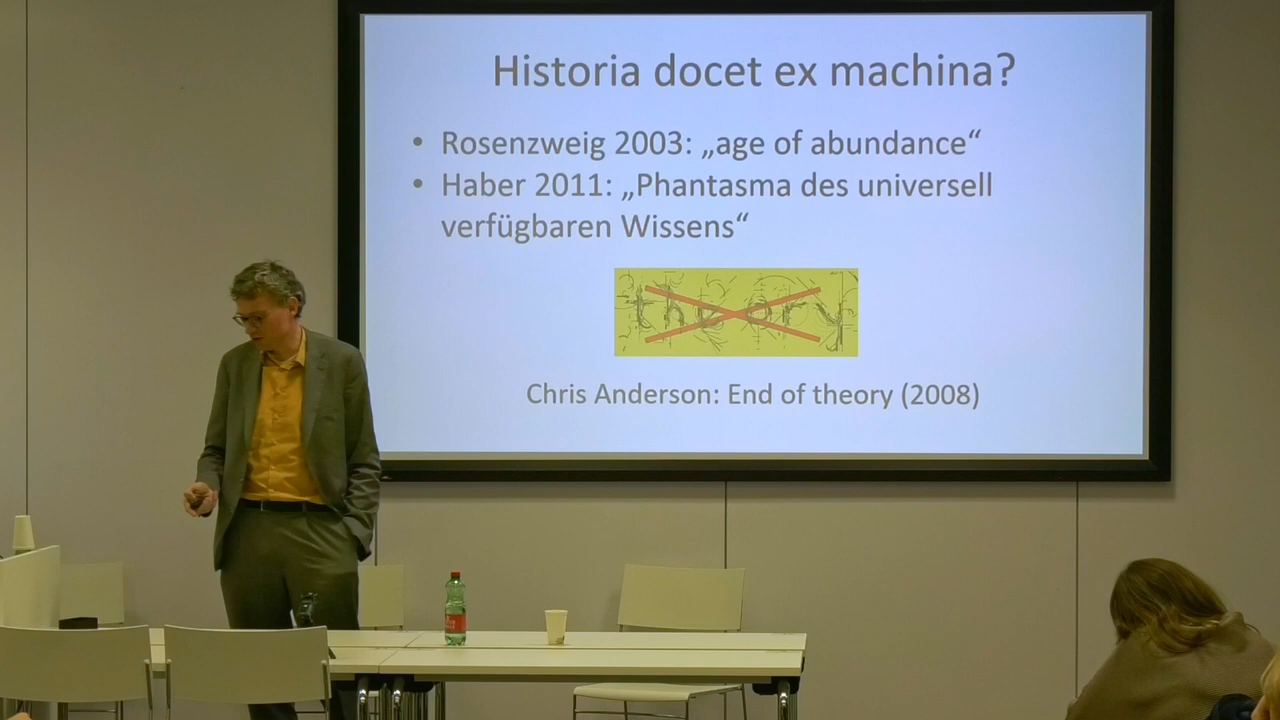 Historia docet ex machina?
• Rosenzweig 2003: „age of abundance“
• Haber 2011: „Phantasma des universell
verfügbaren Wissens“
theory
Chris Anderson: End of theory (2008)